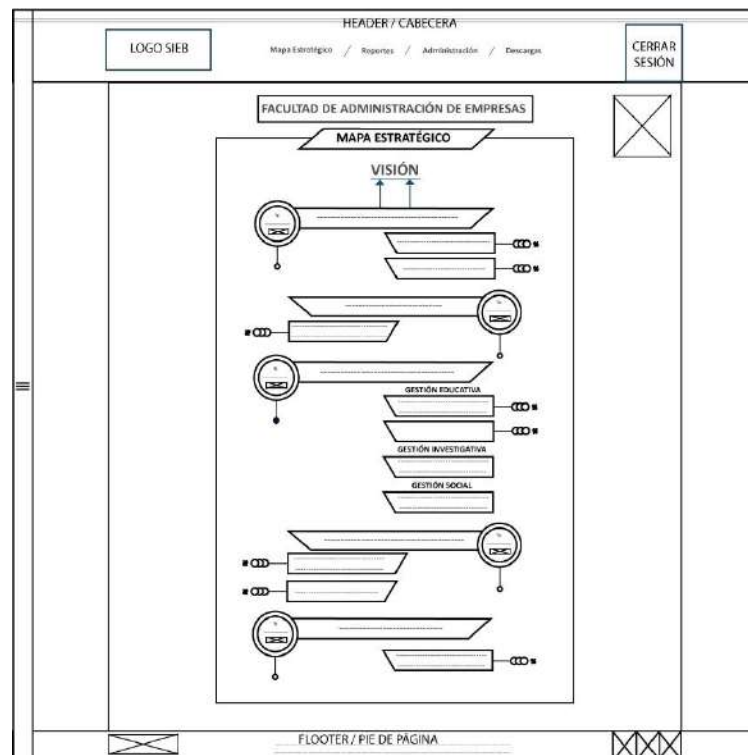 HEADER / CABECERA
LOGO SIEB
Mapa Estratégico / Reportes / Administración / Descargas
CERRAR
SESIÓN
FACULTAD DE ADMINISTRACIÓN DE EMPRESAS
MAPA ESTRATÉGICO
VISIÓN
GESTIÓN EDUCATIVA
GESTIÓN INVESTIGATIVA
GESTIÓN SOCIAL
FLOOTER / PIE DE PÁGINA